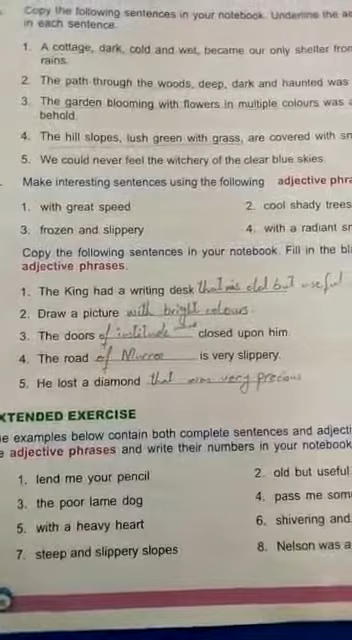 Copy the following sentences in your notebook. Underline the
in each sentence.
1. A cottage, dark, cold and wet, became our only shelter from
rains.
2. The path through the woods, deep, dark and haunted was
3. The garden blooming with flowers in multiple colours was a
behold.
4. The hill slopes, lush green with grass, are covered with
5. We could never feel the witchery of the clear blue skies.
Make interesting sentences using the following adjective
1. with great speed
2. cool shady trees
3. frozen and slippery
4. with a radiant
Copy the following sentences in your notebook. Fill in the
adjective phrases.
1. The King had a writing desk that was old but useful
2. Draw a picture with bright colours.
3. The doors of closed upon him.
4. The road of is very slippery.
5. He lost a diamond that was very precious
XTENDED EXERCISE
e examples below contain both complete sentences and
e adjective phrases and write their numbers in your notebook
1. lend me your pencil
2. old but useful
3. the poor lame dog
4. pass me som
5. with a heavy heart
6. shivering and
7. steep and slippery slopes
8. Nelson was a